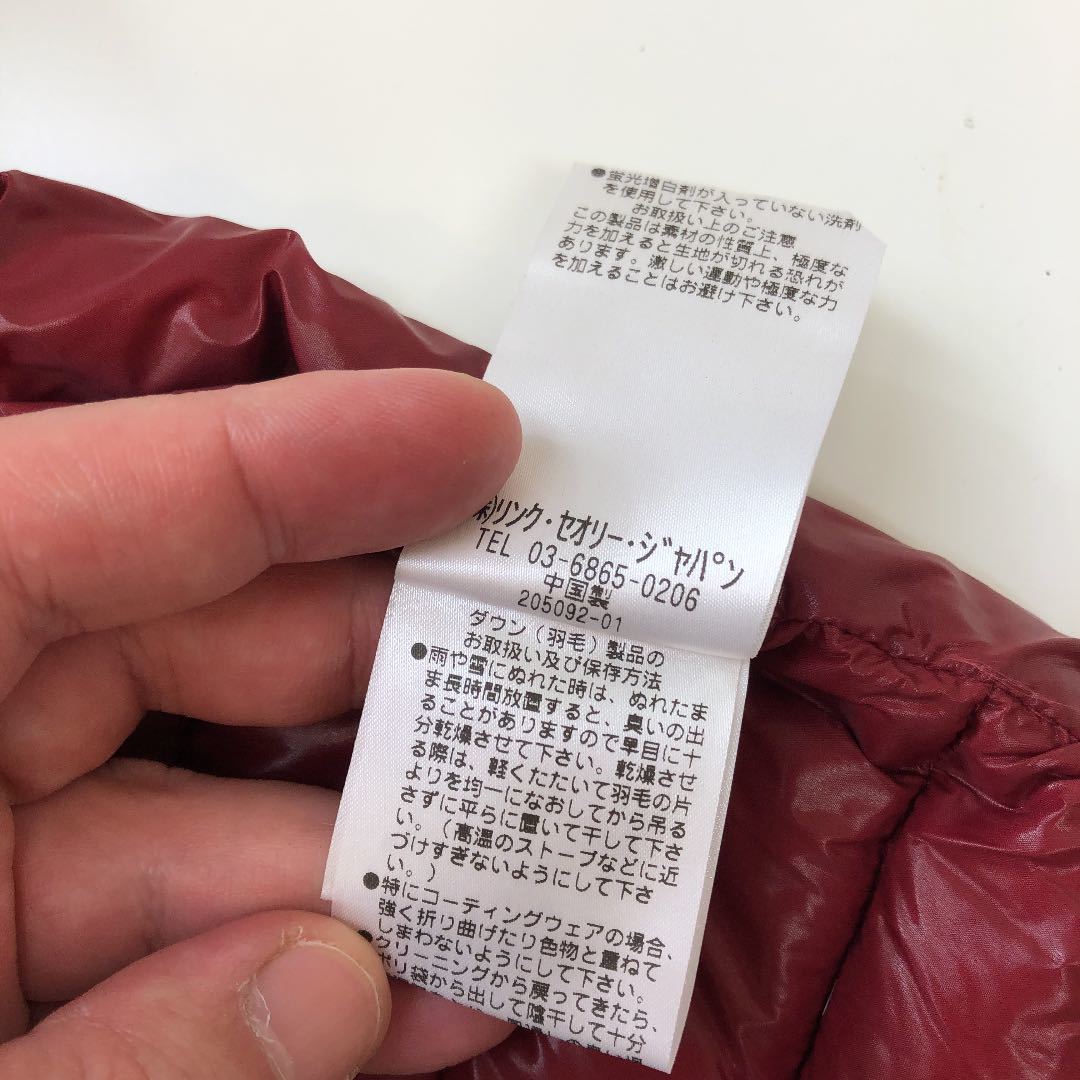 ●蛍光増白剤が入っていない洗剤
を使用して下さい。
お取扱い上のご注意
この製品は素材の性質上、極度な
力を加えると生地が切れる恐れが
あります。激しい運動や極度な力
を加えることはお避け下さい。
㈱リンク・セオリー・ジャパン
TEL 03-6865-0206
中国製
205092-01
ダウン(羽毛)製品の
お取扱い及び保存方法
●雨や雪にぬれた時は、ぬれたま
ま長時間放置すると、臭いの出
ることがありますので早目に十
分乾燥させて下さい。乾燥させ
る際は、軽くたたいて羽毛の片
よりを均一になおしてから吊る
さずに平らに置いて干して下さ
い。(高温のストーブなどに近
づけすぎないようにして下さ
い。)
●特にコーティングウェアの場合、
強く折り曲げたり色物と重ねて
しまわないようにして下さい。
●クリーニングから戻ってきたら、
ポリ袋から出して陰干して十分